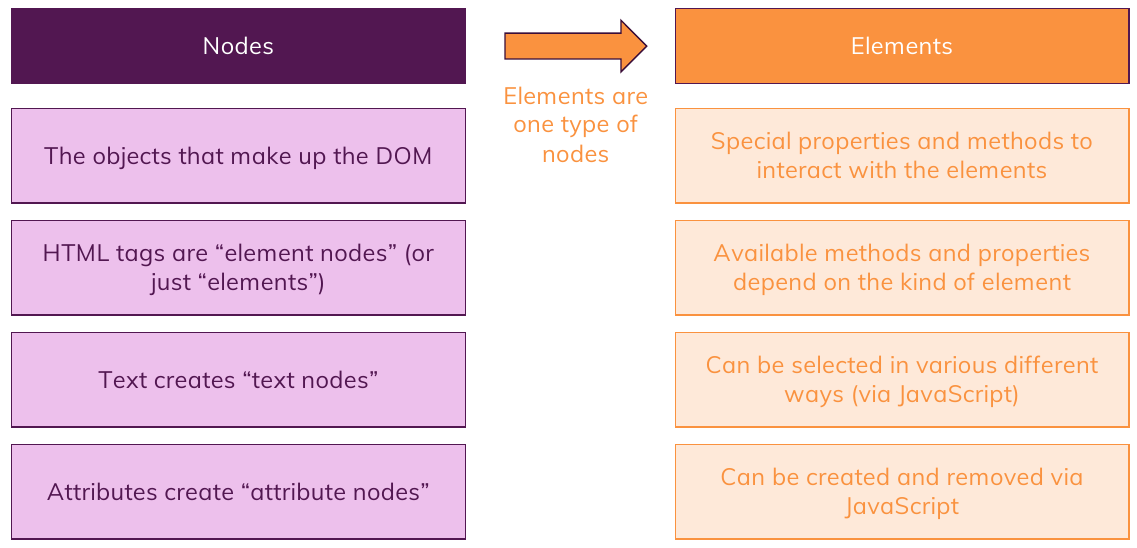 Nodes
Elements are
one type of
nodes
Elements
The objects that make up the DOM
HTML tags are “element nodes” (or
just “elements”)
Text creates “text nodes”
Attributes create “attribute nodes”
Special properties and methods to
interact with the elements
Available methods and properties
depend on the kind of element
Can be selected in various different
ways (via JavaScript)
Can be created and removed via
JavaScript